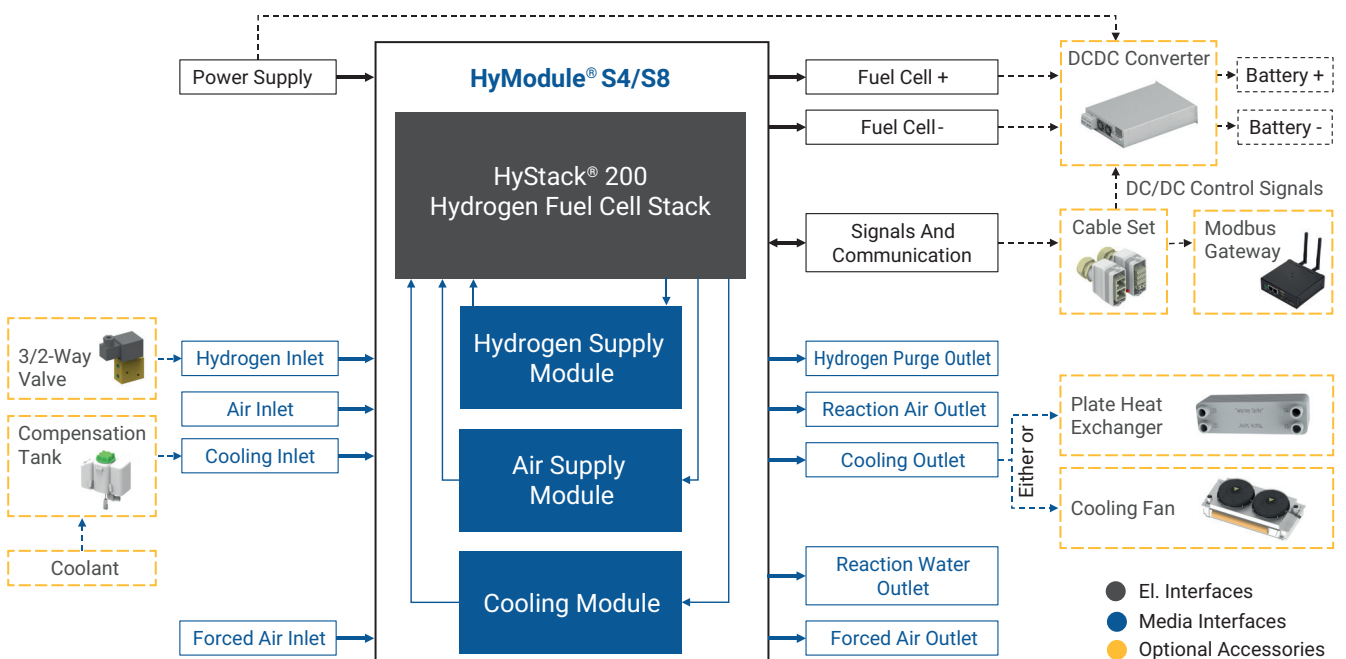 Power Supply
HyModule® S4/S8
HyStack® 200
Hydrogen Fuel Cell Stack
Fuel Cell +
Fuel Cell-
DCDC Converter
Battery +
Battery -
DC/DC Control Signals
Signals And
Communication
Cable Set
Modbus
Gateway
3/2-Way
Valve
Hydrogen Inlet
Air Inlet
Compensation
Tank
Cooling Inlet
Coolant
Forced Air Inlet
Hydrogen Supply
Module
Air Supply
Module
Cooling Module
Hydrogen Purge Outlet
Reaction Air Outlet
Cooling Outlet
Either or
Plate Heat
Exchanger
Cooling Fan
Reaction Water
Outlet
Forced Air Outlet
El. Interfaces
Media Interfaces
Optional Accessories